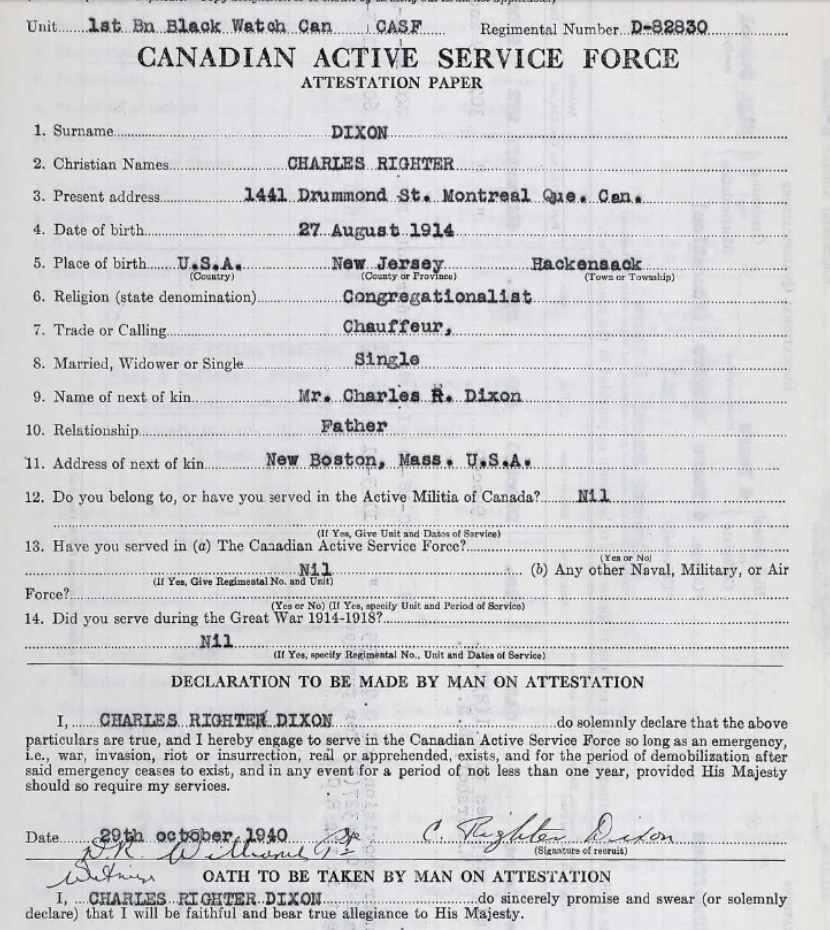 Unit 1st Bn Black Watch Can CASF Regimental Number D-82830
CANADIAN ACTIVE SERVICE FORCE
ATTESTATION PAPER
1. Surname DIXON
2. Christian Names CHARLES RIGHTER
3. Present address 1441 Drummond St. Montreal Que. Can.
4. Date of birth 27 August 1914
5. Place of birth U.S.A. New Jersey Hackensack
(Country) (County or Province) (Town or Township)
6. Religion (state denomination) Congregationalist
7. Trade or Calling Chauffeur,
8. Married, Widower or Single Single
9. Name of next of kin Mr. Charles R. Dixon
10. Relationship Father
11. Address of next of kin New Boston, Mass. U.S.A.
12. Do you belong to, or have you served in the Active Militia of Canada? Nil
(If Yes, Give Unit and Dates of Service)
13. Have you served in (a) The Canadian Active Service Force?
(Yes or No)
Nil (b) Any other Naval, Military, or Air
(If Yes, Give Regimental No. and Unit)
Force?
(Yes or No) (If Yes, specify Unit and Period of Service)
14. Did you serve during the Great War 1914-1918?
Nil
(If Yes, specify Regimental No., Unit and Dates of Service)
DECLARATION TO BE MADE BY MAN ON ATTESTATION
I, CHARLES RIGHTER DIXON do solemnly declare that the above
particulars are true, and I hereby engage to serve in the Canadian Active Service Force so long as an emergency,
i.e., war, invasion, riot or insurrection, real or apprehended, exists, and for the period of demobilization after
said emergency ceases to exist, and in any event for a period of not less than one year, provided His Majesty
should so require my services.
Date 29th october 1940 C. Righter Dixon
(Signature of recruit)
Witness
OATH TO BE TAKEN BY MAN ON ATTESTATION
I, CHARLES RIGHTER DIXON do sincerely promise and swear (or solemnly
declare) that I will be faithful and bear true allegiance to His Majesty.